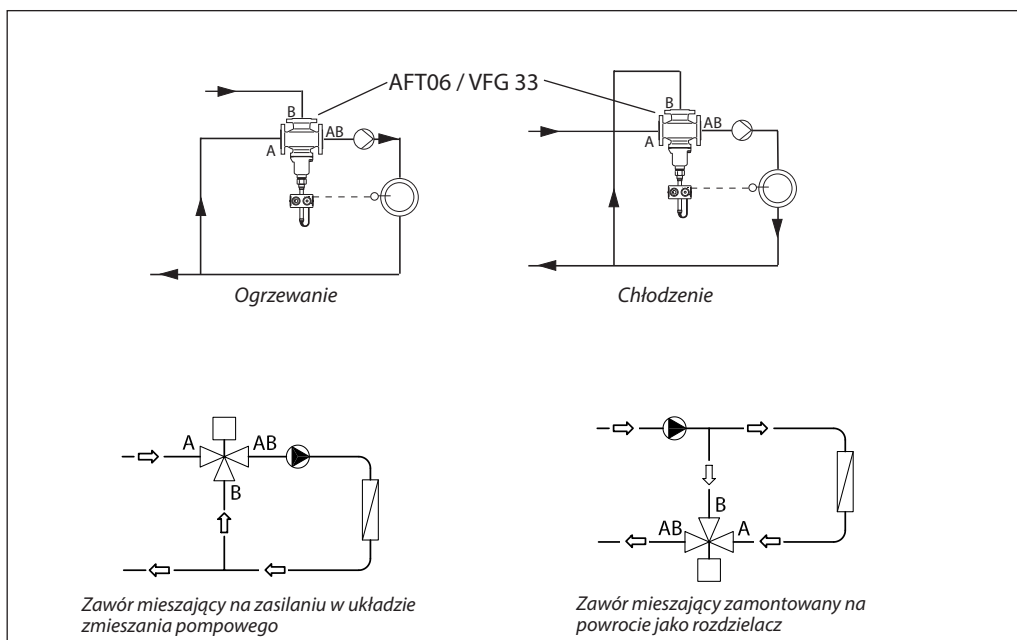 AFT06 / VFG 33
B
AB
A
B
AB
A
Ogrzewanie
Chłodzenie
A
AB
B
B
AB
A
Zawór mieszający na zasilaniu w układzie
zmieszania pompowego
Zawór mieszający zamontowany na
powrocie jako rozdzielacz